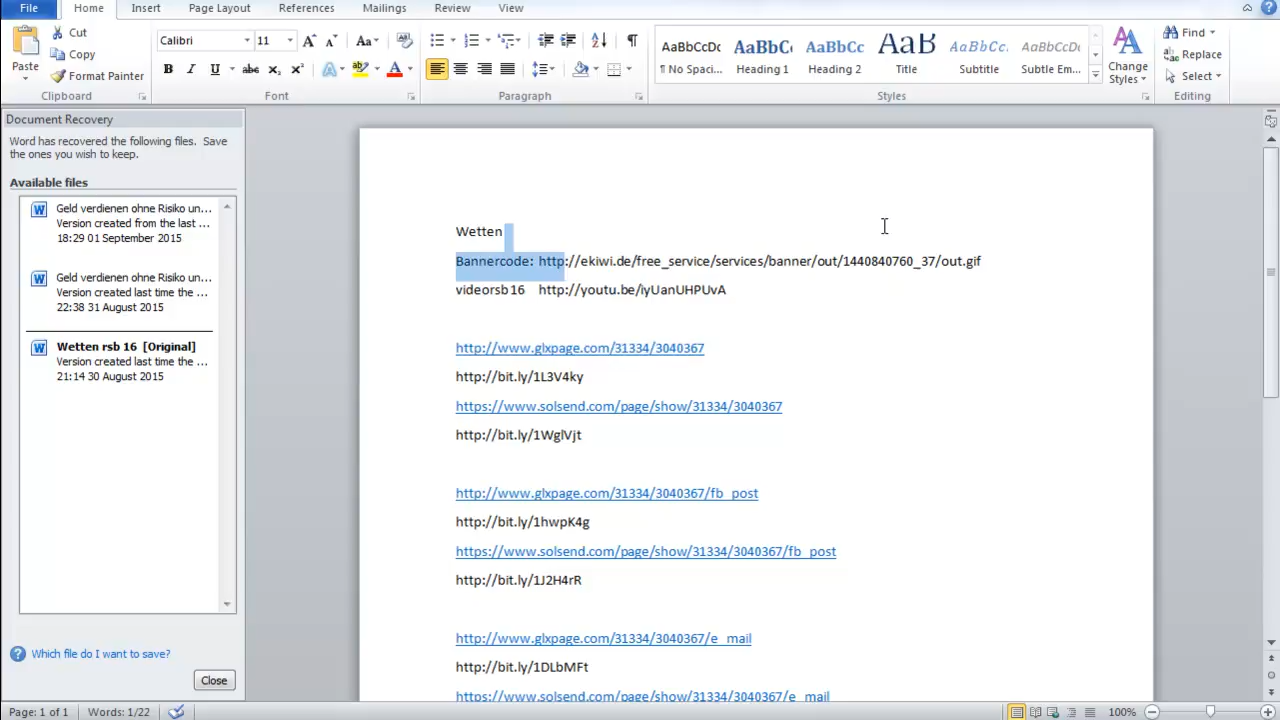 File Home Insert Page Layout References Mailings Review View
Cut
Copy
Format Painter
Paste
Calibri 11
AaBbCcDc AaBbCc AaBbCc AaB AaBbCc. AaBbCcDc
¶ No Spaci... Heading 1 Heading 2 Title Subtitle Subtle Em...
Change Styles
Find
Replace
Select
Clipboard Font Paragraph Styles Editing
Document Recovery
Word has recovered the following files. Save
the ones you wish to keep.
Available files
Geld verdienen ohne Risiko un...
Version created from the last ...
18:29 01 September 2015
Geld verdienen ohne Risiko un...
Version created last time the ...
22:38 31 August 2015
Wetten rsb 16 [Original]
Version created last time the ...
21:14 30 August 2015
Which file do I want to save?
Close
Wetten
Bannercode: http://ekiwi.de/free_service/services/banner/out/1440840760_37/out.gif
videorsb16 http://youtu.be/iyUanUHPUvA
http://www.glxpage.com/31334/3040367
http://bit.ly/1L3V4ky
https://www.solsend.com/page/show/31334/3040367
http://bit.ly/1WglVjt
http://www.glxpage.com/31334/3040367/fb_post
http://bit.ly/1hwpK4g
https://www.solsend.com/page/show/31334/3040367/fb_post
http://bit.ly/1J2H4rR
http://www.glxpage.com/31334/3040367/e_mail
http://bit.ly/1DLbMFt
https://www.solsend.com/page/show/31334/3040367/e_mail
Page: 1 of 1 Words: 1/22 100%